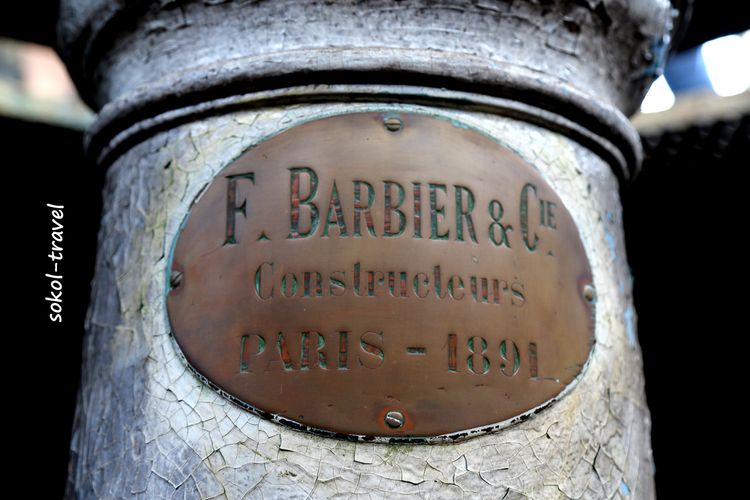 F. BARBIER & CIE
Constructeurs
PARIS - 1891
sokol-travel